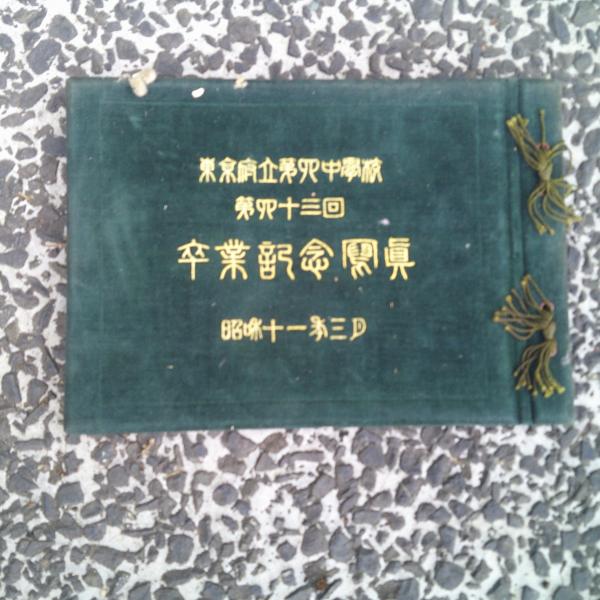 東京府立第四中學校
第四十三回
卒業記念寫眞
昭和十一年三月